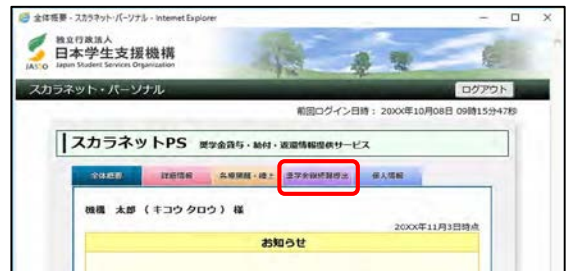 全体概要 - スカラネット・パーソナル - Internet Explorer
独立行政法人
日本学生支援機構
JASSO Japan Student Services Organization
スカラネット・パーソナル
ログアウト
前回ログイン日時： 20XX年10月08日 09時15分47秒
スカラネットPS 奨学金貸与・給付・返還情報提供サービス
全体概要 詳細情報 各種願届・繰上 奨学金継続願提出 個人情報
機構 太郎 （ キコウ タロウ ） 様
20XX年11月3日時点
お知らせ